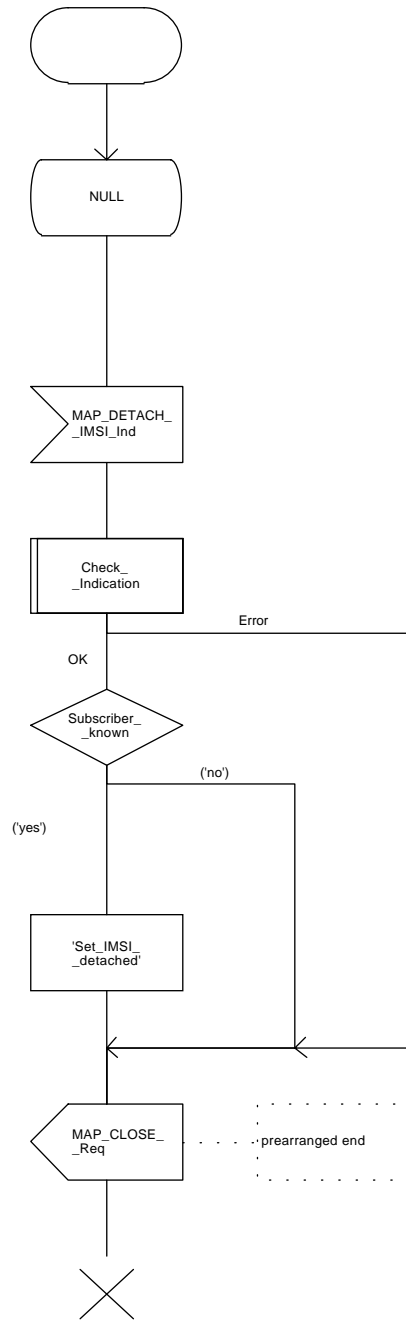 NULL
MAP_DETACH_
_IMSI_Ind
Check_
_Indication
Error
OK
Subscriber_
_known
('no')
('yes')
'Set_IMSI_
_detached'
MAP_CLOSE_
_Req
prearranged end